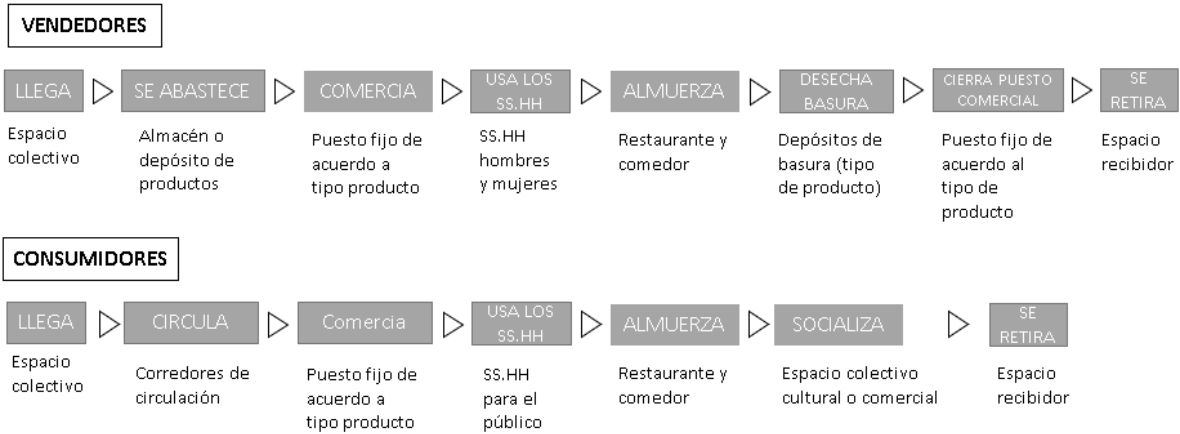 VENDEDORES
LLEGA
SE ABASTECE
COMERCIA
USA LOS
SS.HH
ALMUERZA
DESECHA
BASURA
CIERRA PUESTO
COMERCIAL
SE
RETIRA
Espacio
colectivo
Almacén o
depósito de
productos
Puesto fijo de
acuerdo a
tipo producto
SS.HH
hombres
y mujeres
Restaurante y
comedor
Depósitos de
basura (tipo
de producto)
Puesto fijo de
acuerdo al
tipo de
producto
Espacio
recibidor
CONSUMIDORES
LLEGA
CIRCULA
Comercia
USA LOS
SS.HH
ALMUERZA
SOCIALIZA
SE
RETIRA
Espacio
colectivo
Corredores de
circulación
Puesto fijo de
acuerdo a
tipo producto
SS.HH
para el
público
Restaurante y
comedor
Espacio colectivo
cultural o comercial
Espacio
recibidor